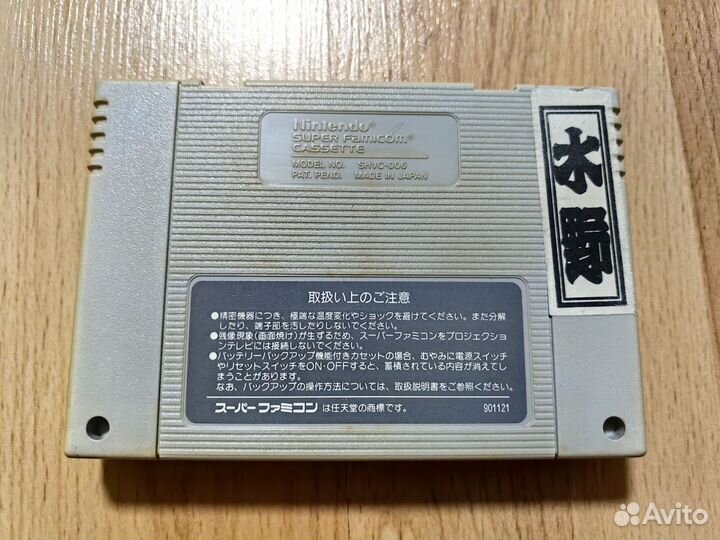 Nintendo®
SUPER FAMICOM™
CASSETTE
MODEL NO. SHVC-006
PAT. PEND. MADE IN JAPAN
水野
取扱い上のご注意
●精密機器につき、極端な温度変化やショックを避けてください。また分解
したり、端子部を汚したりしないでください。
●残像現象(画面焼け)が生ずるため、スーパーファミコンをプロジェクション
テレビには接続しないでください。
●バッテリーバックアップ機能付きカセットの場合、むやみに電源スイッチ
やリセットスイッチをON・OFFすると、蓄積されている内容が消えてし
まうことがあります。
なお、バックアップの操作方法については、取扱説明書をご参照ください。
スーパーファミコン は任天堂の商標です。 901121
Avito